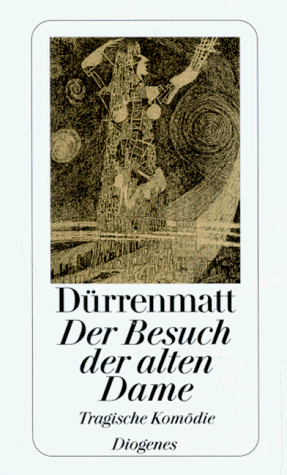 Dürrenmatt
Der Besuch
der alten
Dame
Tragische Komödie
Diogenes